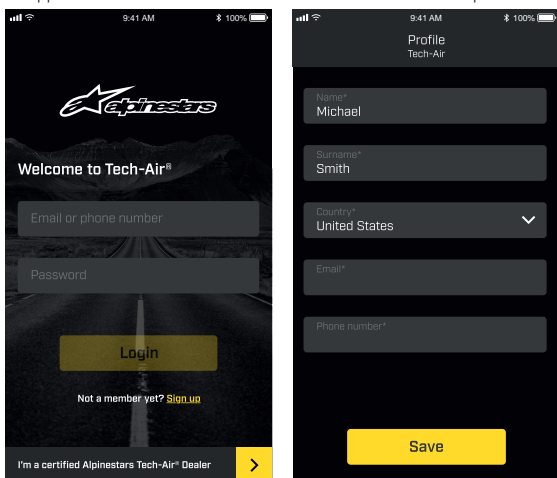 9:41 AM
100%
alpinestars
Welcome to Tech-Air®
Email or phone number
Password
Login
Not a member yet? Sign up
I'm a certified Alpinestars Tech-Air® Dealer
9:41 AM
100%
Profile
Tech-Air
Name*
Michael
Surname*
Smith
Country*
United States
Email*
Phone number*
Save